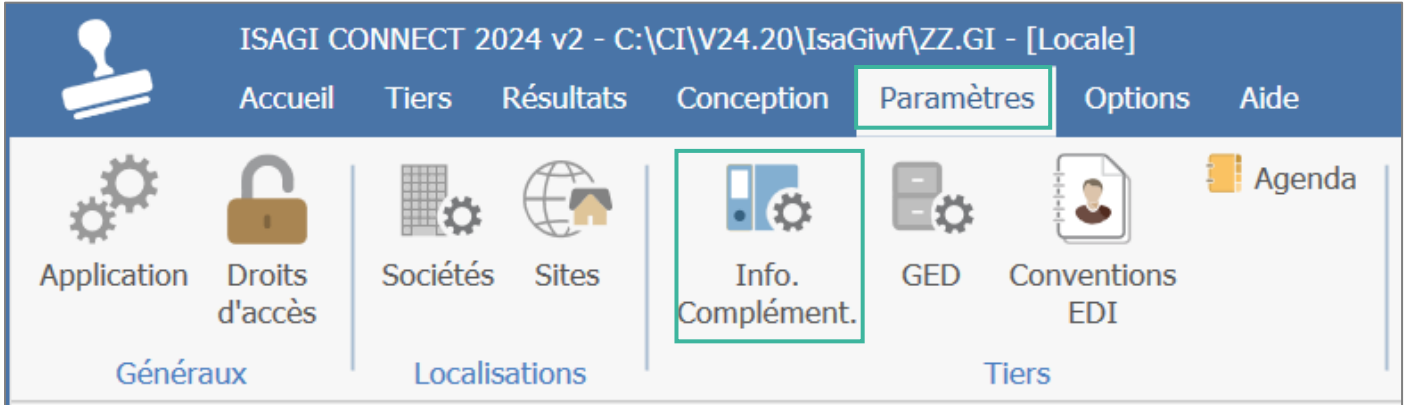 ISAGI CONNECT 2024 v2 - C:\CI\V24.20\IsaGiwf\ZZ.GI - [Locale]
Accueil Tiers Résultats Conception Paramètres Options Aide
Agenda
Application Droits d'accès Sociétés Sites Info. Complément. GED Conventions EDI
Généraux Localisations Tiers